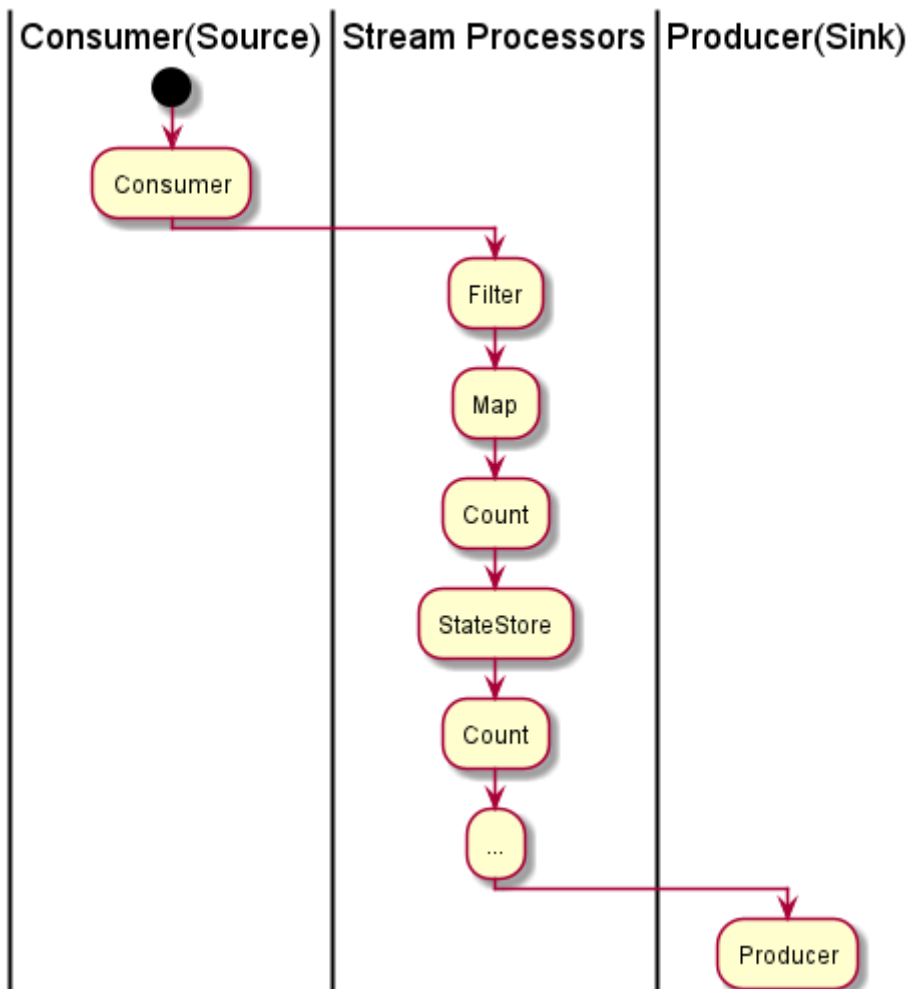 Consumer(Source) Stream Processors Producer(Sink)
Consumer
Filter
Map
Count
StateStore
Count
...
Producer